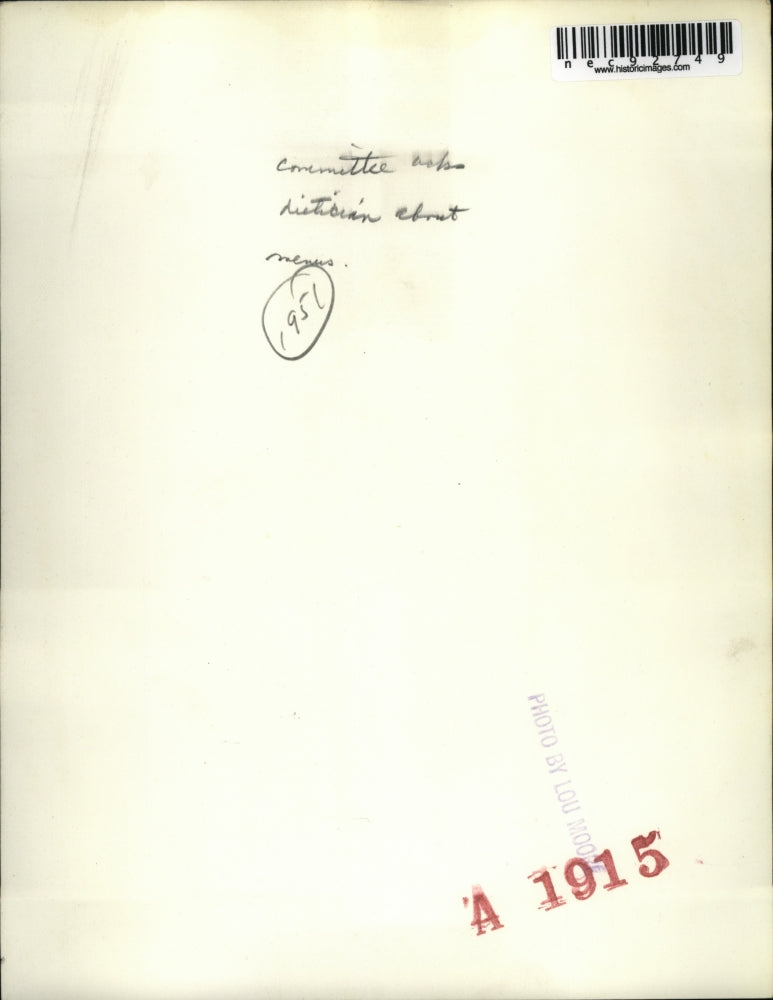 nec92749
www.historicimages.com
committee asks
dietician about
menus.
1951
PHOTO BY LOU MOORE
A 1915